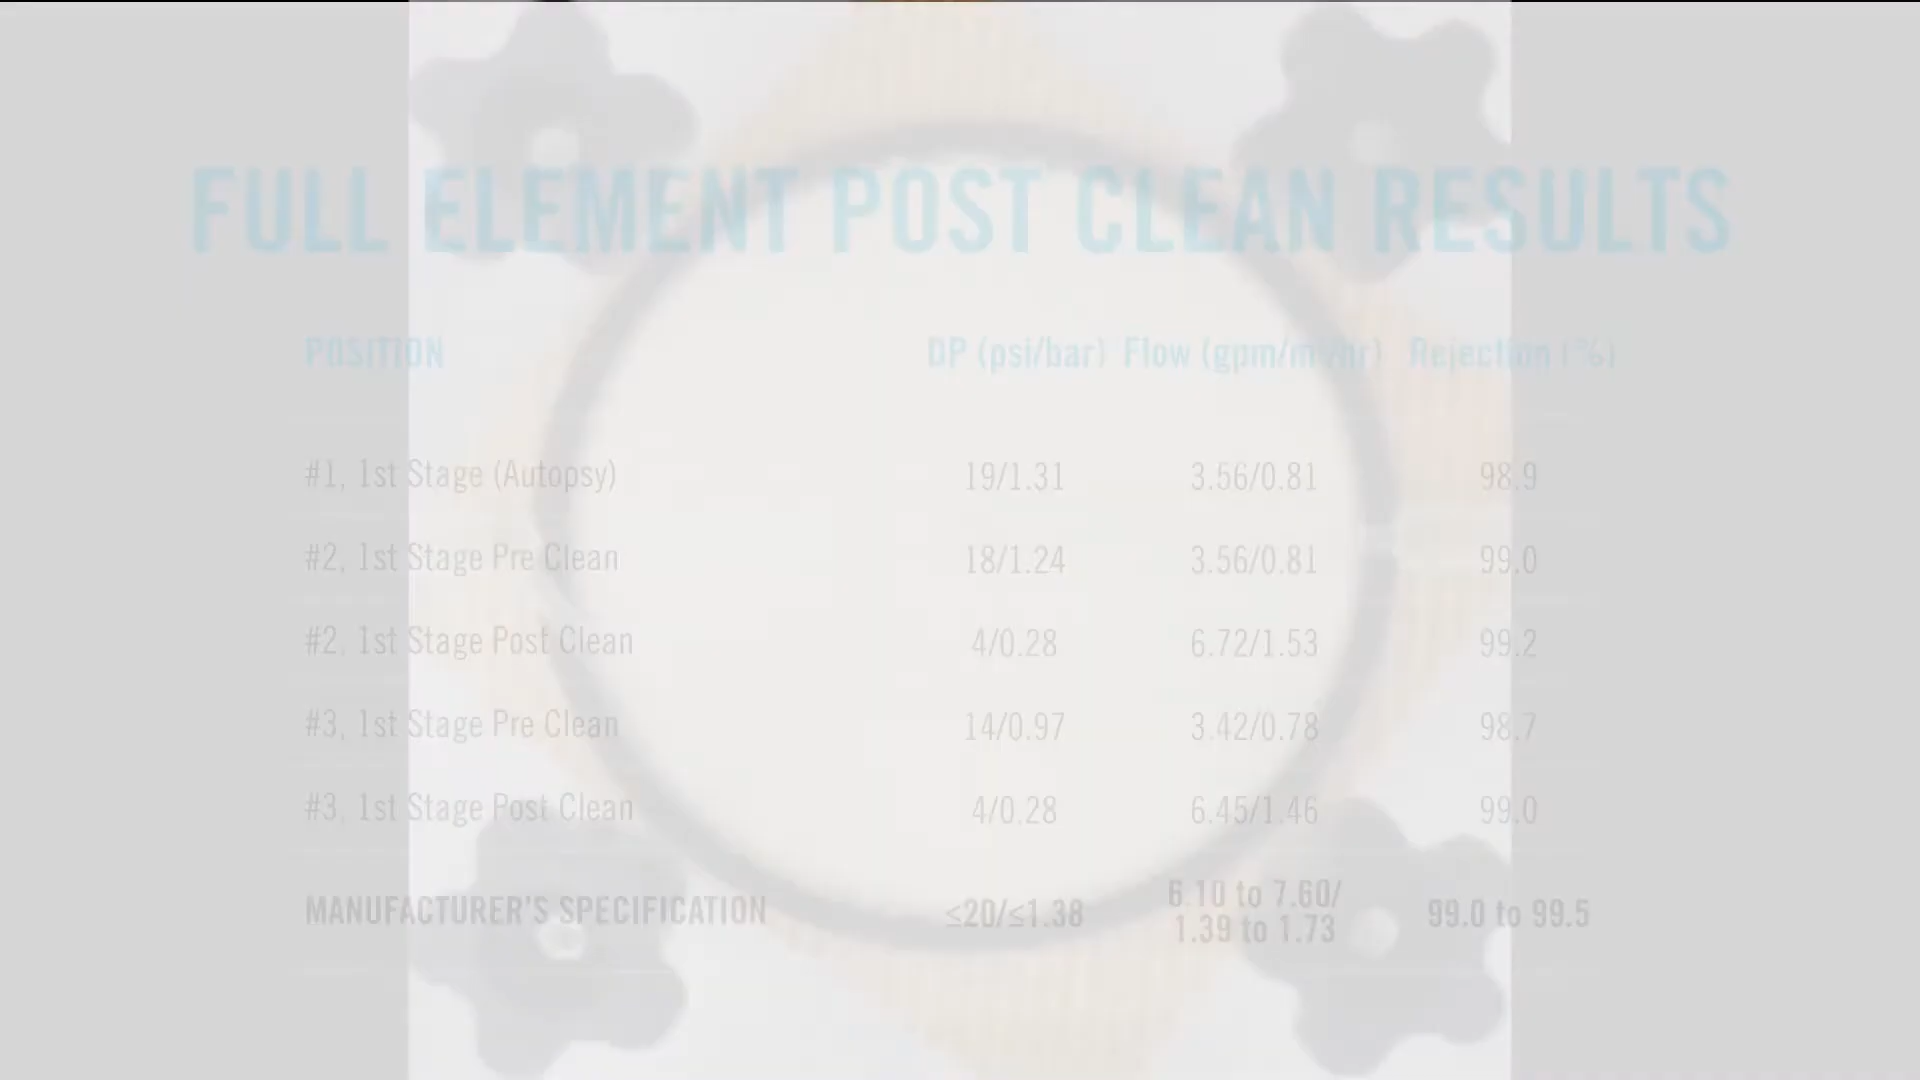 FULL ELEMENT POST CLEAN RESULTS
POSITION DP (psi/bar) Flow (gpm/m³/hr) Rejection (%)
#1, 1st Stage (Autopsy) 19/1.31 3.56/0.81 98.9
#2, 1st Stage Pre Clean 18/1.24 3.56/0.81 99.0
#2, 1st Stage Post Clean 4/0.28 6.72/1.53 99.2
#3, 1st Stage Pre Clean 14/0.97 3.42/0.78 98.7
#3, 1st Stage Post Clean 4/0.28 6.45/1.46 99.0
MANUFACTURER'S SPECIFICATION ≤20/≤1.38 6.10 to 7.60/ 99.0 to 99.5
1.39 to 1.73